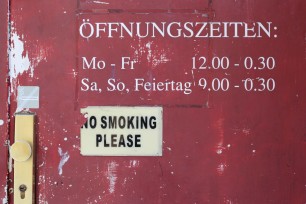 ÖFFNUNGSZEITEN:
Mo - Fr 12.00 - 0.30
Sa, So, Feiertag 9.00 - 0.30
NO SMOKING
PLEASE